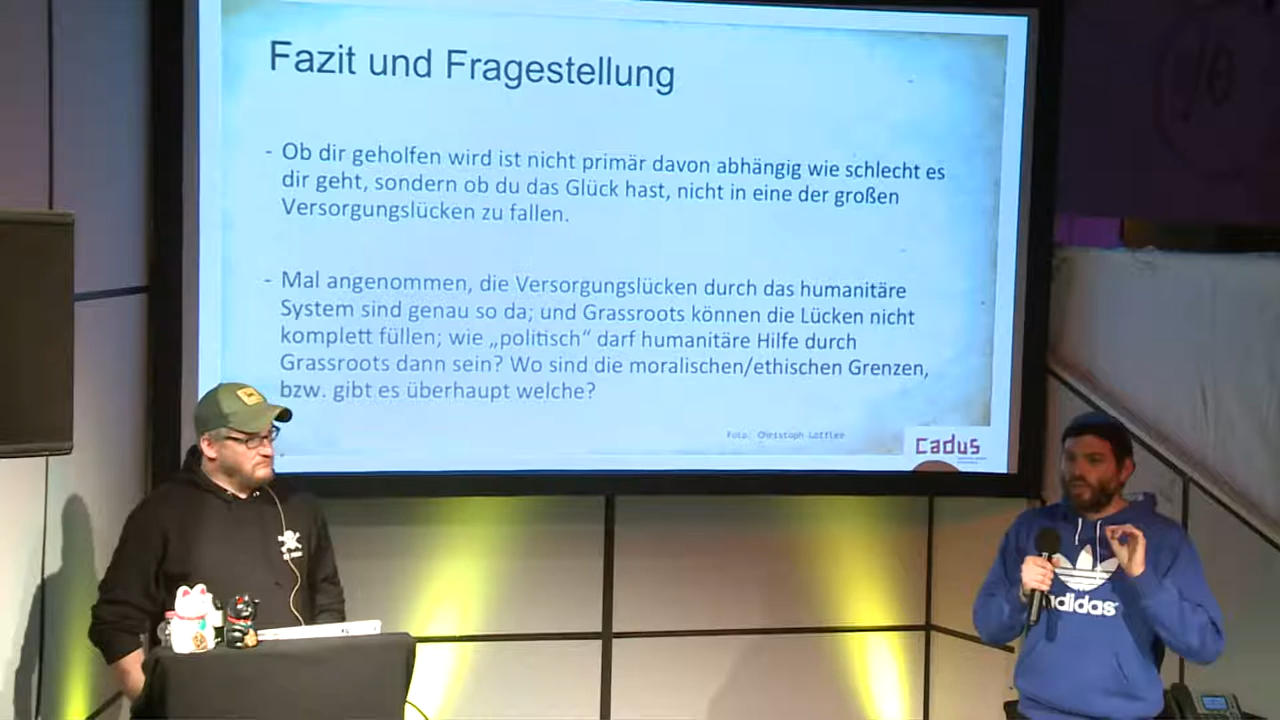 Fazit und Fragestellung
- Ob dir geholfen wird ist nicht primär davon abhängig wie schlecht es
dir geht, sondern ob du das Glück hast, nicht in eine der großen
Versorgungslücken zu fallen.
- Mal angenommen, die Versorgungslücken durch das humanitäre
System sind genau so da; und Grassroots können die Lücken nicht
komplett füllen; wie „politisch“ darf humanitäre Hilfe durch
Grassroots dann sein? Wo sind die moralischen/ethischen Grenzen,
bzw. gibt es überhaupt welche?
Foto: Christoph Löffler
cadus
adidas